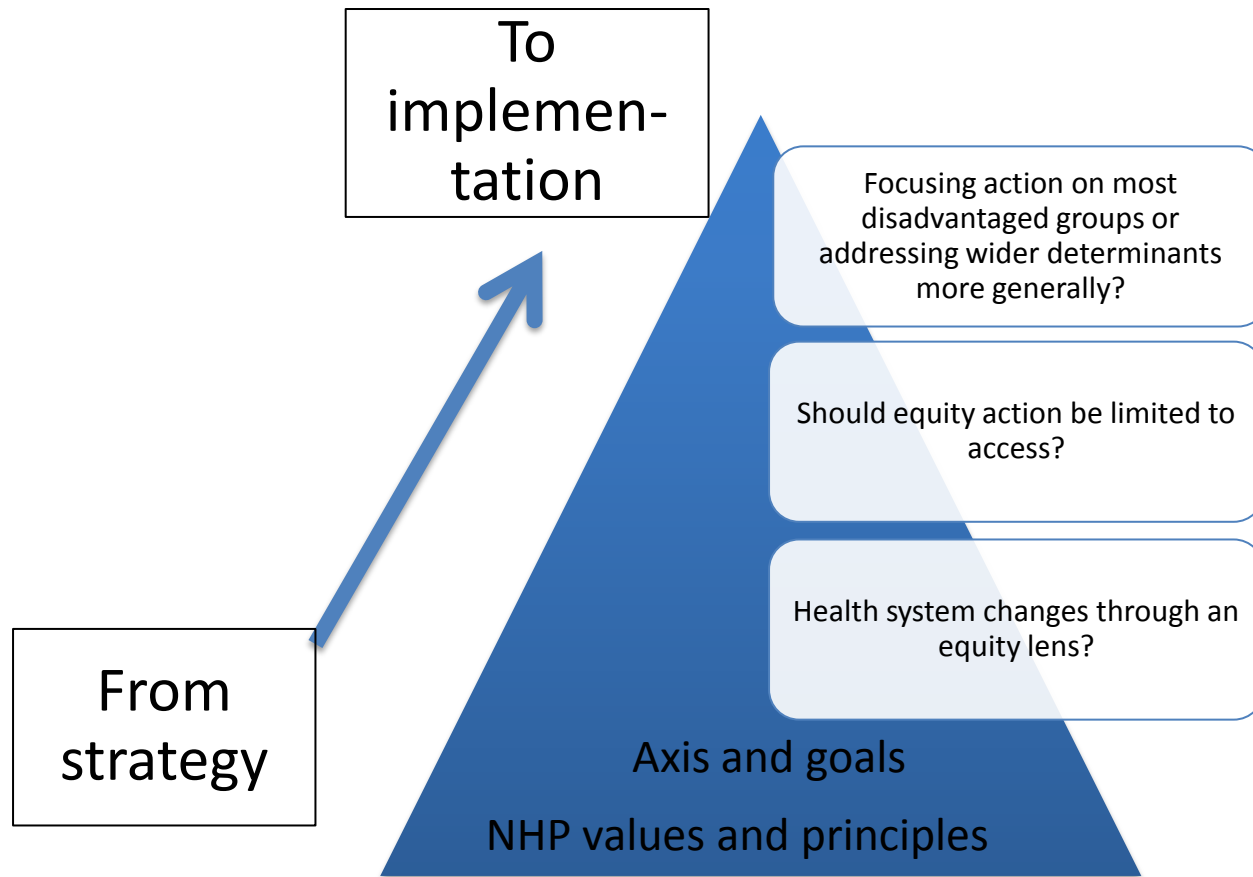 To
implemen-
tation
Focusing action on most
disadvantaged groups or
addressing wider determinants
more generally?
Should equity action be limited to
access?
Health system changes through an
equity lens?
From
strategy
Axis and goals
NHP values and principles